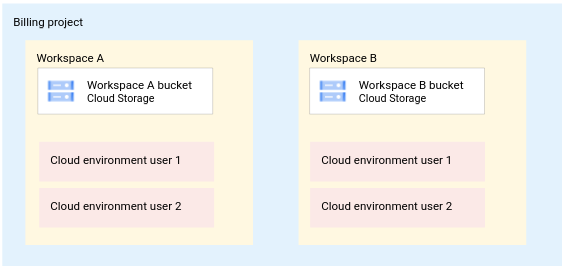 Billing project
Workspace A
Workspace A bucket
Cloud Storage
Cloud environment user 1
Cloud environment user 2
Workspace B
Workspace B bucket
Cloud Storage
Cloud environment user 1
Cloud environment user 2